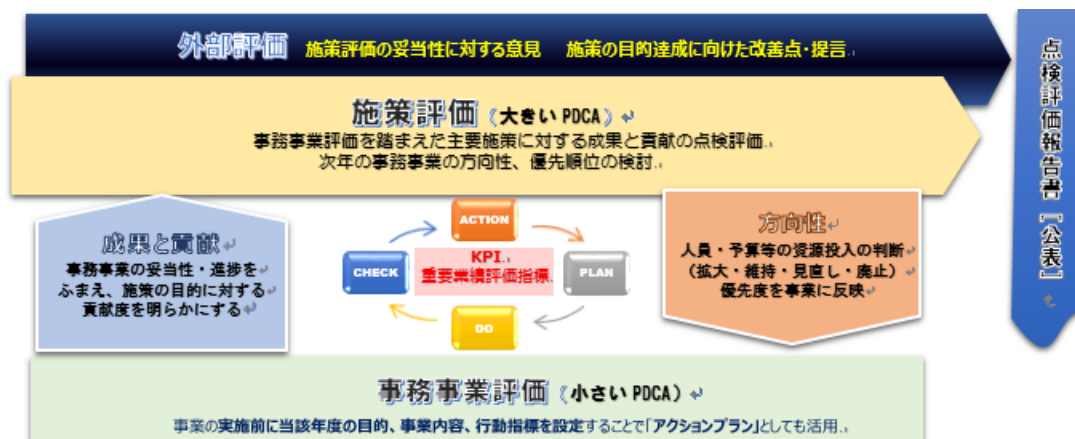 外部評価 施策評価の妥当性に対する意見 施策の目的達成に向けた改善点・提言
施策評価（大きいPDCA）
事務事業評価を踏まえた主要施策に対する成果と貢献の点検評価
次年の事務事業の方向性、優先順位の検討
点検評価報告書【公表】
成果と貢献
事務事業の妥当性・進捗を
ふまえ、施策の目的に対する
貢献度を明らかにする
ACTION
CHECK
KPI
重要業績評価指標
PLAN
DO
方向性
人員・予算等の資源投入の判断
（拡大・維持・見直し・廃止）
優先度を事業に反映
事務事業評価（小さいPDCA）
事業の実施前に当該年度の目的、事業内容、行動指標を設定することで「アクションプラン」としても活用